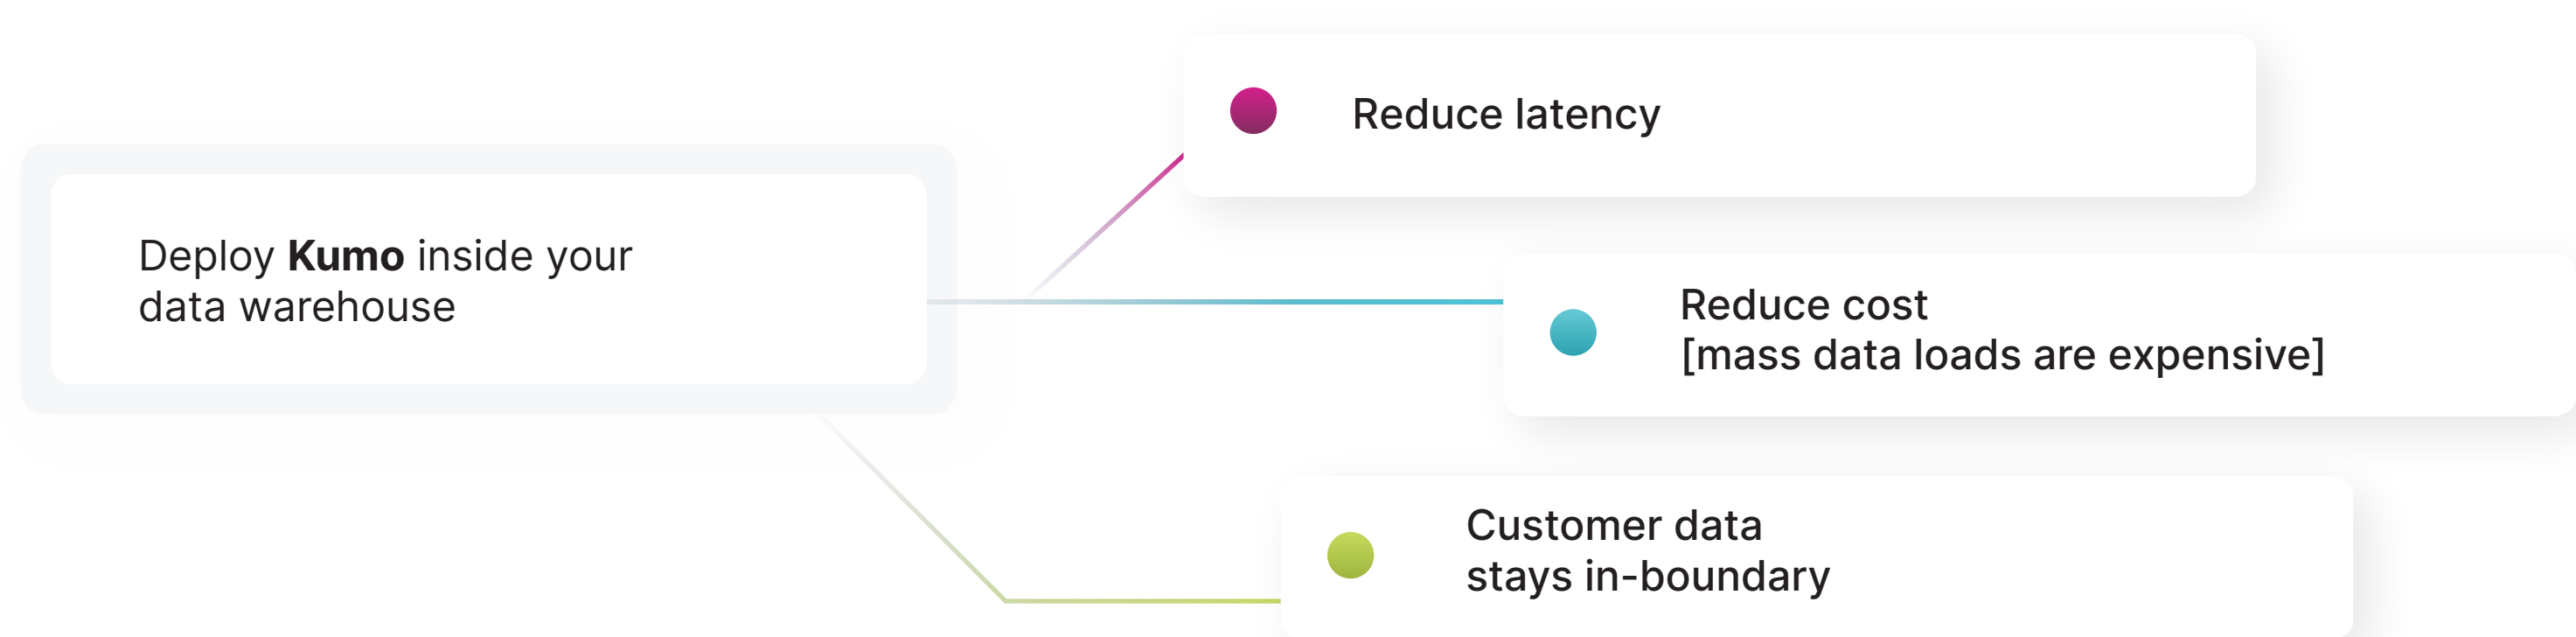 Reduce latency
Deploy Kumo inside your
data warehouse
Reduce cost
[mass data loads are expensive]
Customer data
stays in-boundary